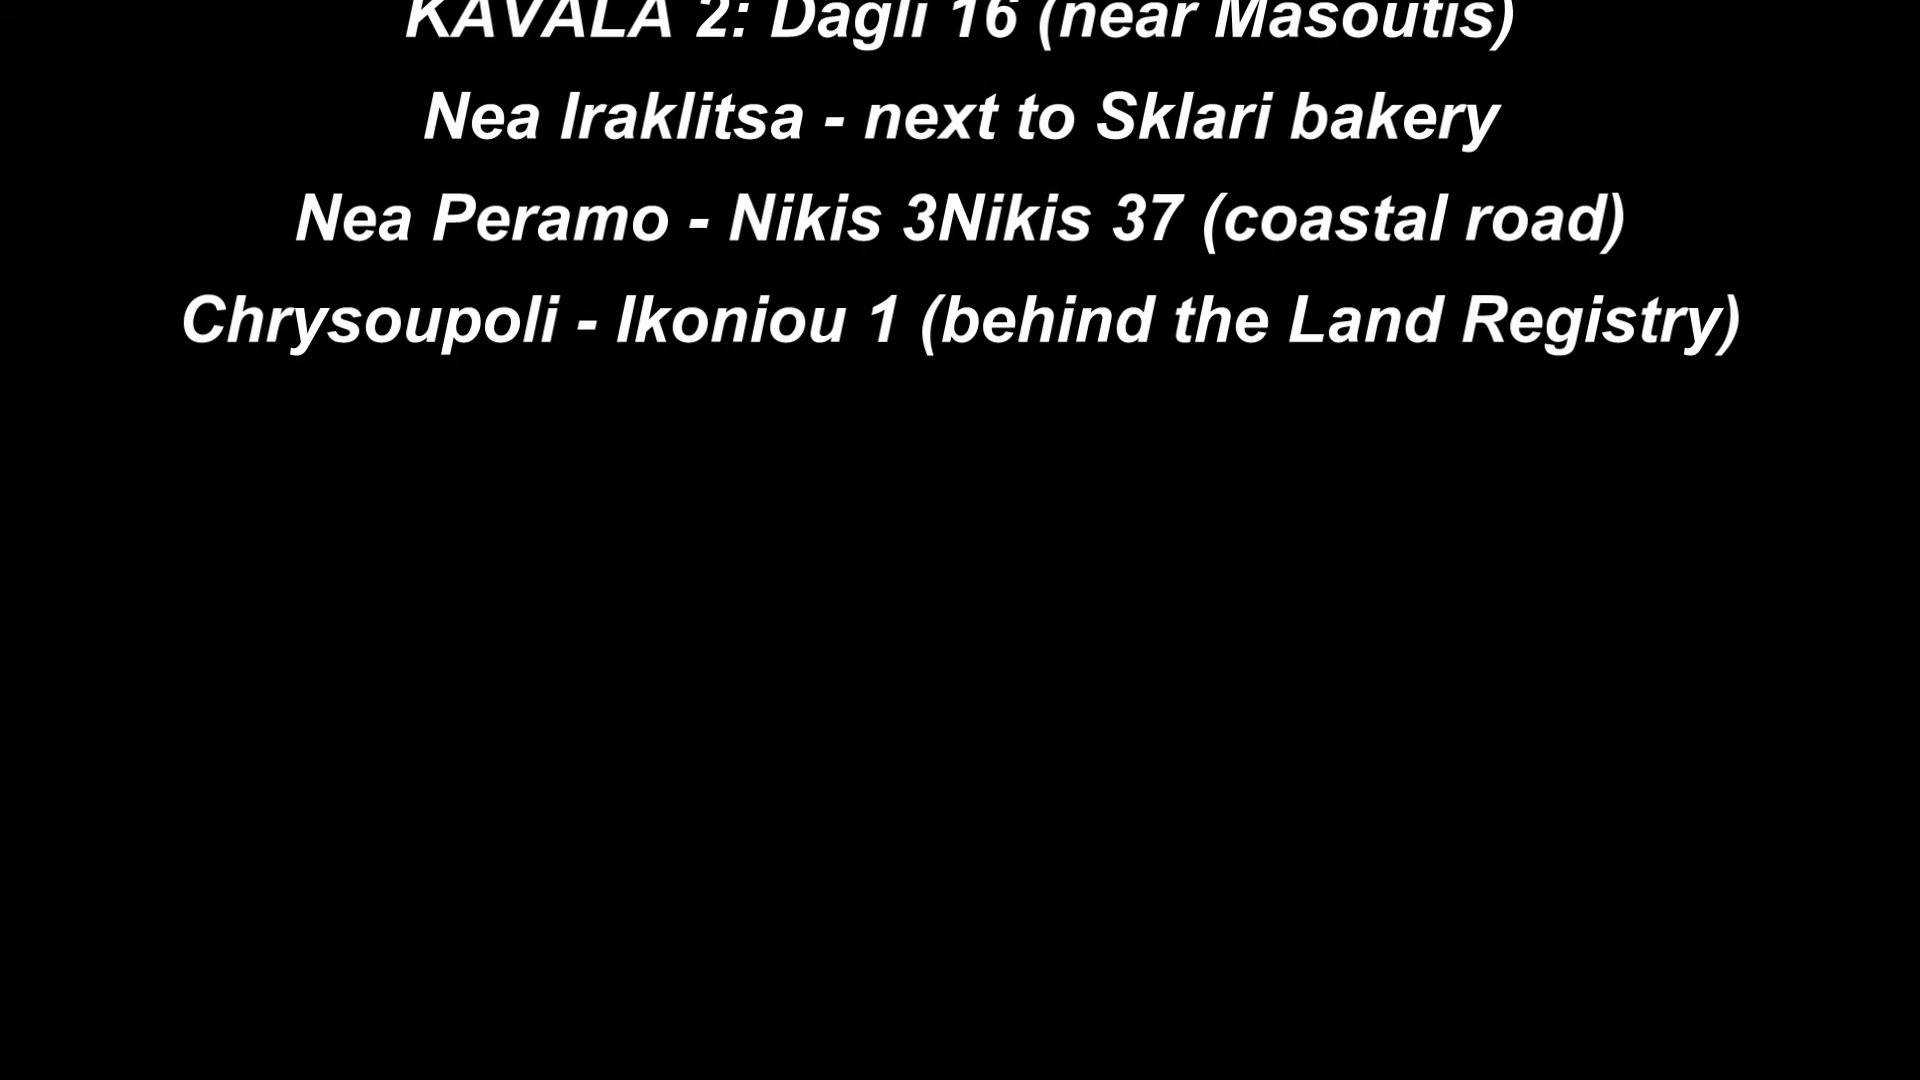 KAVALA 2: Dagli 16 (near Masoutis)
Nea Iraklitsa - next to Sklari bakery
Nea Peramo - Nikis 3Nikis 37 (coastal road)
Chrysoupoli - Ikoniou 1 (behind the Land Registry)